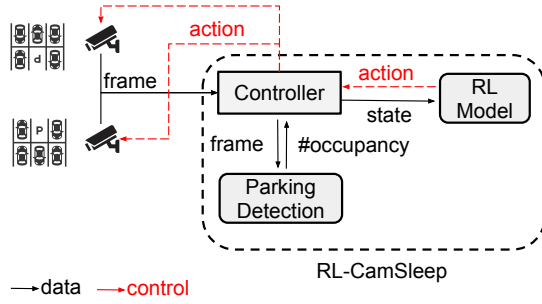 action
P
frame
action
Controller
RL
Model
state
P
frame
#occupancy
Parking
Detection
RL-CamSleep
data
control